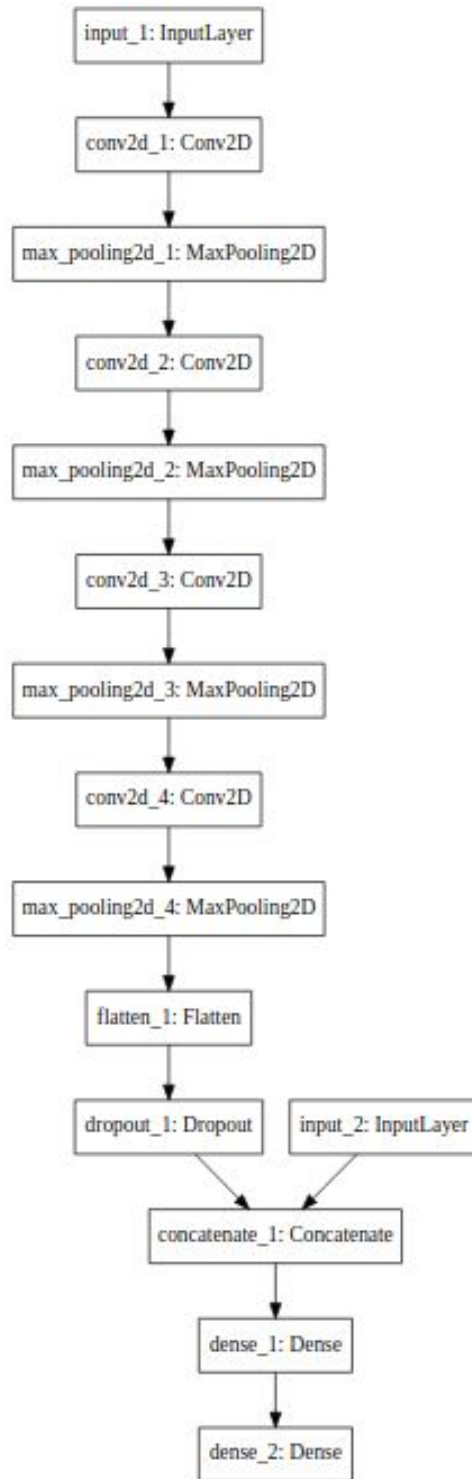 input_1: InputLayer
conv2d_1: Conv2D
max_pooling2d_1: MaxPooling2D
conv2d_2: Conv2D
max_pooling2d_2: MaxPooling2D
conv2d_3: Conv2D
max_pooling2d_3: MaxPooling2D
conv2d_4: Conv2D
max_pooling2d_4: MaxPooling2D
flatten_1: Flatten
dropout_1: Dropout
input_2: InputLayer
concatenate_1: Concatenate
dense_1: Dense
dense_2: Dense